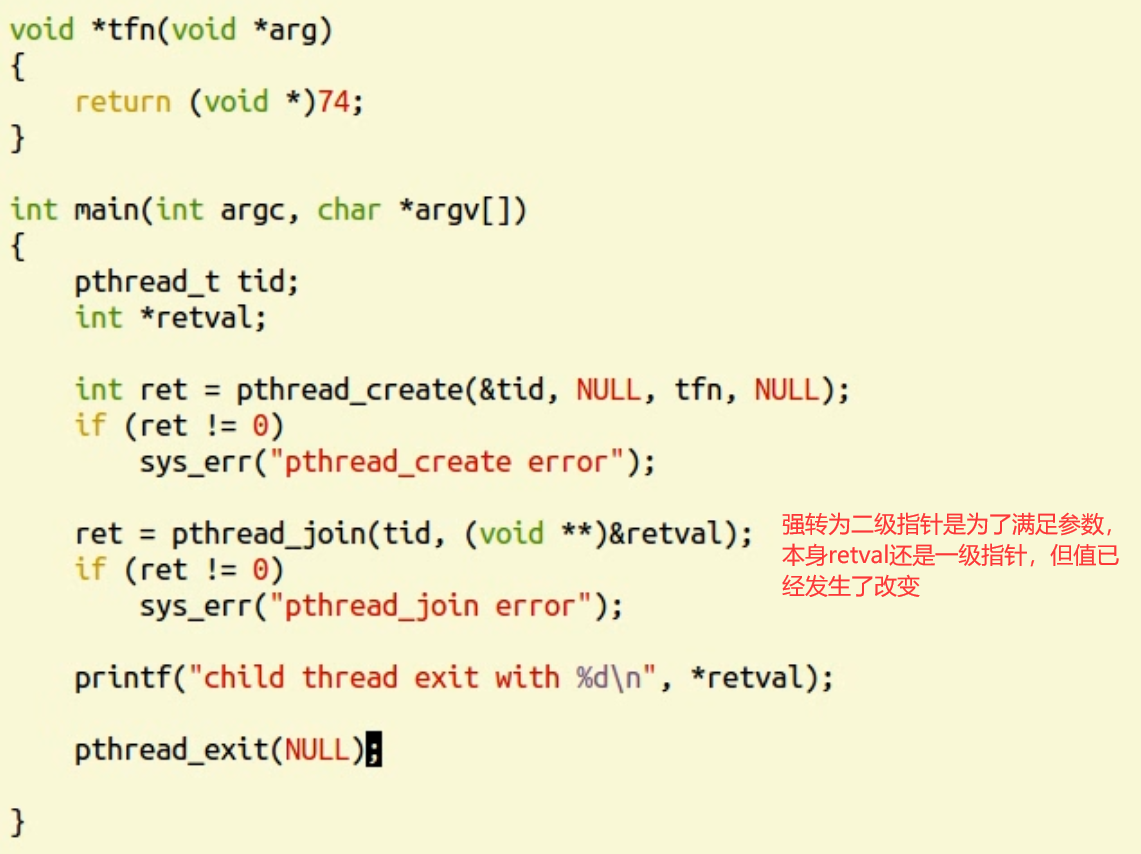 void *tfn(void *arg)
{
    return (void *)74;
}
int main(int argc, char *argv[])
{
    pthread_t tid;
    int *retval;
    int ret = pthread_create(&tid, NULL, tfn, NULL);
    if (ret != 0)
        sys_err("pthread_create error");
    ret = pthread_join(tid, (void **)&retval);
强转为二级指针是为了满足参数，
本身retval还是一级指针，但值已
经发生了改变
    if (ret != 0)
        sys_err("pthread_join error");
    printf("child thread exit with %d\n", *retval);
    pthread_exit(NULL);
}